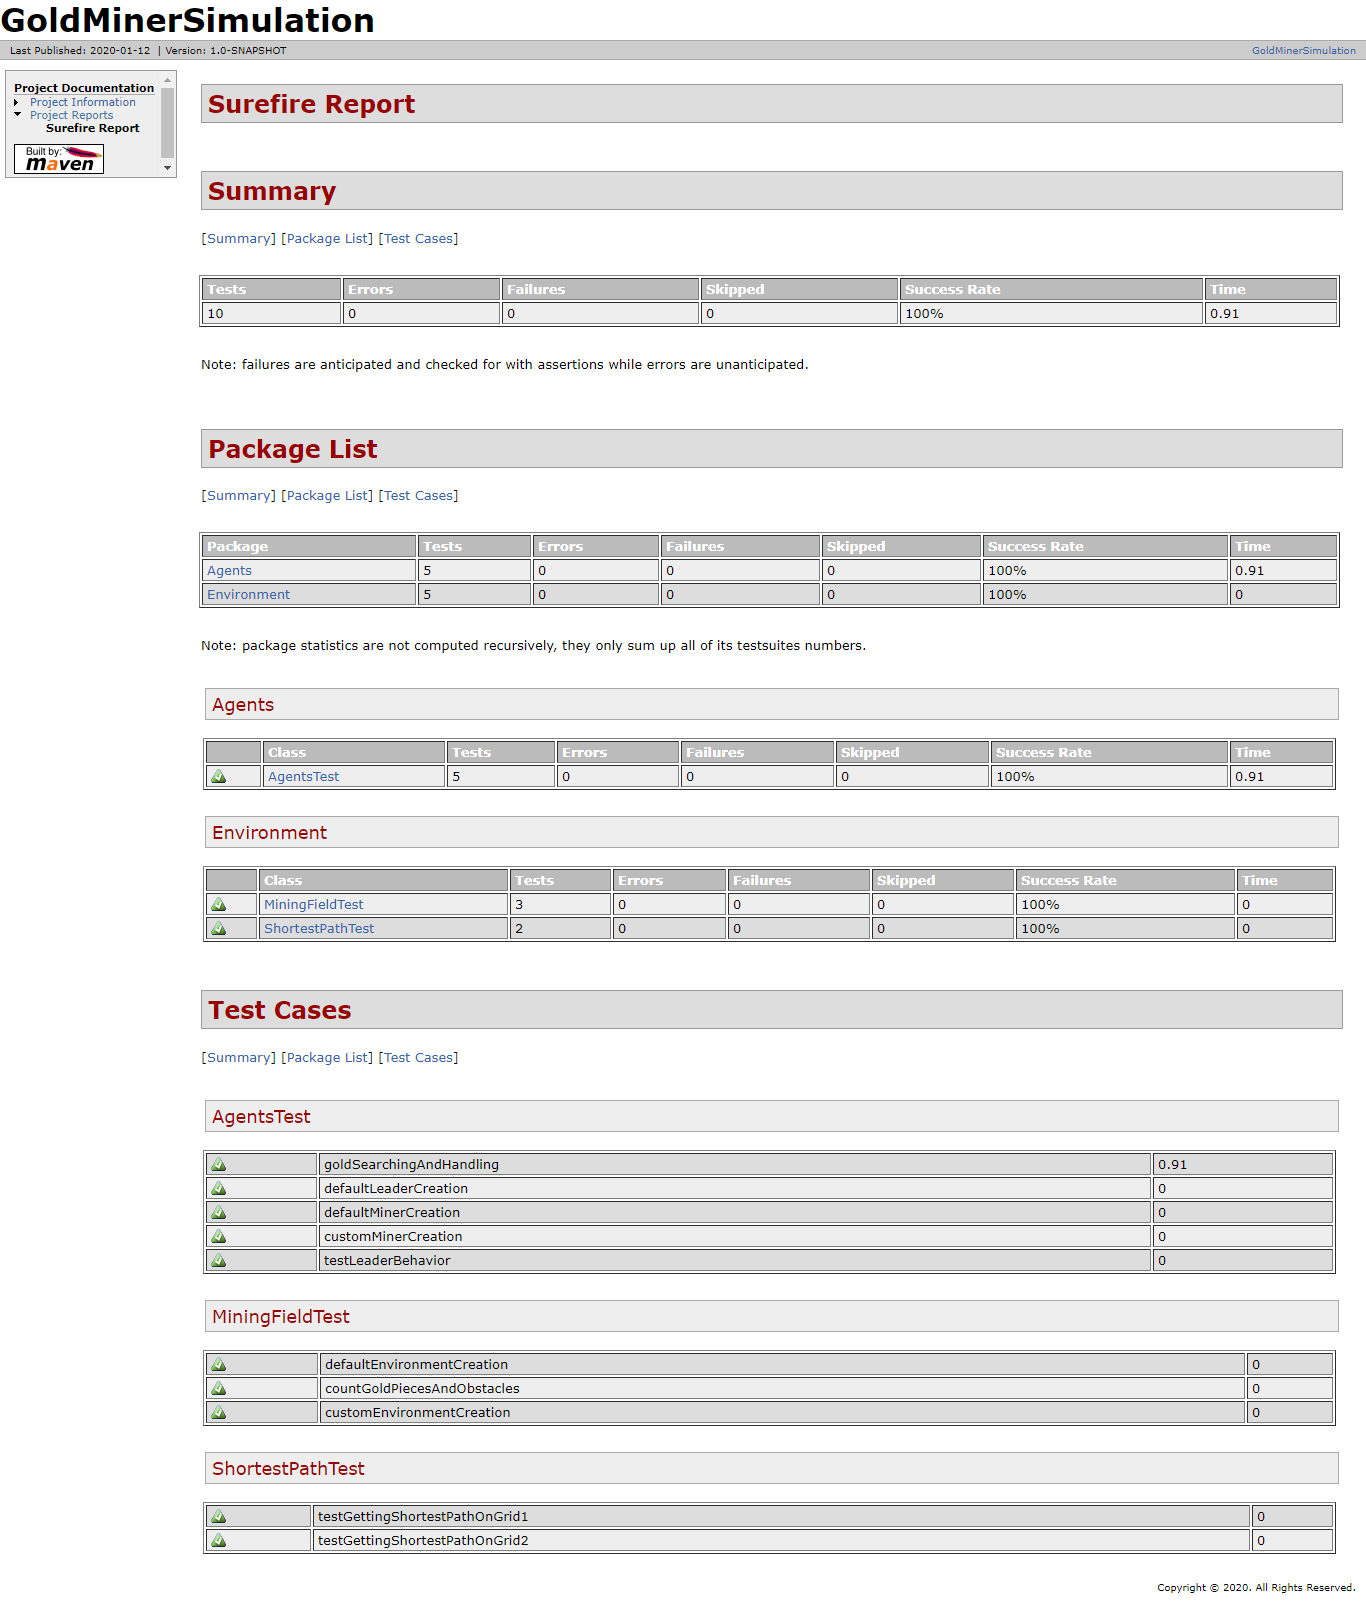 GoldMinerSimulation
Last Published: 2020-01-12 | Version: 1.0-SNAPSHOT
GoldMinerSimulation
Project Documentation
Project Information
Project Reports
Surefire Report
Built by:
maven
Surefire Report
Summary
[Summary] [Package List] [Test Cases]
Tests Errors Failures Skipped Success Rate Time
10 0 0 0 100% 0.91
Note: failures are anticipated and checked for with assertions while errors are unanticipated.
Package List
[Summary] [Package List] [Test Cases]
Package Tests Errors Failures Skipped Success Rate Time
Agents 5 0 0 0 100% 0.91
Environment 5 0 0 0 100% 0
Note: package statistics are not computed recursively, they only sum up all of its testsuites numbers.
Agents
Class Tests Errors Failures Skipped Success Rate Time
AgentsTest 5 0 0 0 100% 0.91
Environment
Class Tests Errors Failures Skipped Success Rate Time
MiningFieldTest 3 0 0 0 100% 0
ShortestPathTest 2 0 0 0 100% 0
Test Cases
[Summary] [Package List] [Test Cases]
AgentsTest
goldSearchingAndHandling 0.91
defaultLeaderCreation 0
defaultMinerCreation 0
customMinerCreation 0
testLeaderBehavior 0
MiningFieldTest
defaultEnvironmentCreation 0
countGoldPiecesAndObstacles 0
customEnvironmentCreation 0
ShortestPathTest
testGettingShortestPathOnGrid1 0
testGettingShortestPathOnGrid2 0
Copyright © 2020. All Rights Reserved.